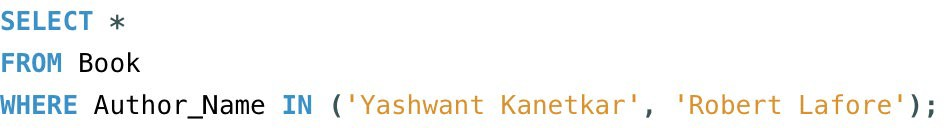 SELECT *
FROM Book
WHERE Author_Name IN ('Yashwant Kanetkar', 'Robert Lafore');